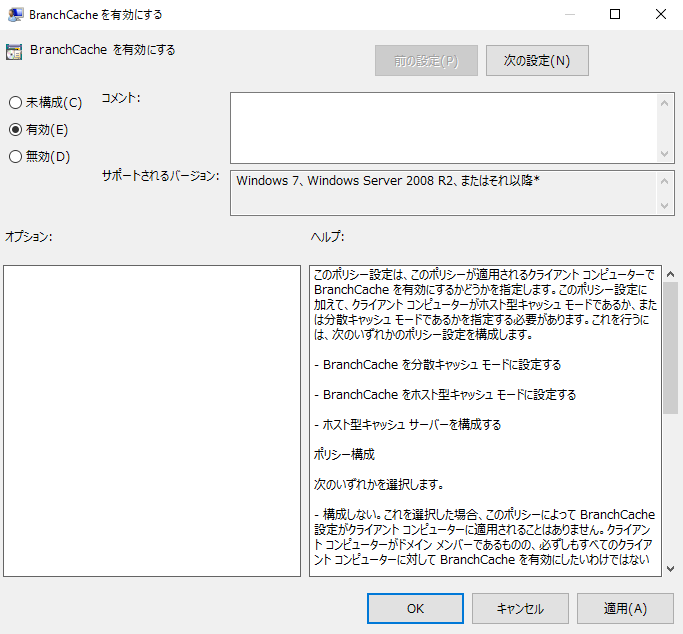 BranchCache を有効にする
BranchCache を有効にする
前の設定(P)
次の設定(N)
未構成(C)
コメント:
有効(E)
無効(D)
サポートされるバージョン:
Windows 7、Windows Server 2008 R2、またはそれ以降*
オプション:
ヘルプ:
このポリシー設定は、このポリシーが適用されるクライアント コンピューターで
BranchCache を有効にするかどうかを指定します。このポリシー設定に
加えて、クライアント コンピューターがホスト型キャッシュ モードであるか、また
は分散キャッシュ モードであるかを指定する必要があります。これを行うに
は、次のいずれかのポリシー設定を構成します。
- BranchCache を分散キャッシュ モードに設定する
- BranchCache をホスト型キャッシュ モードに設定する
- ホスト型キャッシュ サーバーを構成する
ポリシー構成
次のいずれかを選択します。
- 構成しない。これを選択した場合、このポリシーによって BranchCache
設定がクライアント コンピューターに適用されることはありません。クライアン
ト コンピューターがドメイン メンバーであるものの、必ずしもすべてのクライア
ント コンピューターに対して BranchCache を有効にしたいわけではない
OK
キャンセル
適用(A)